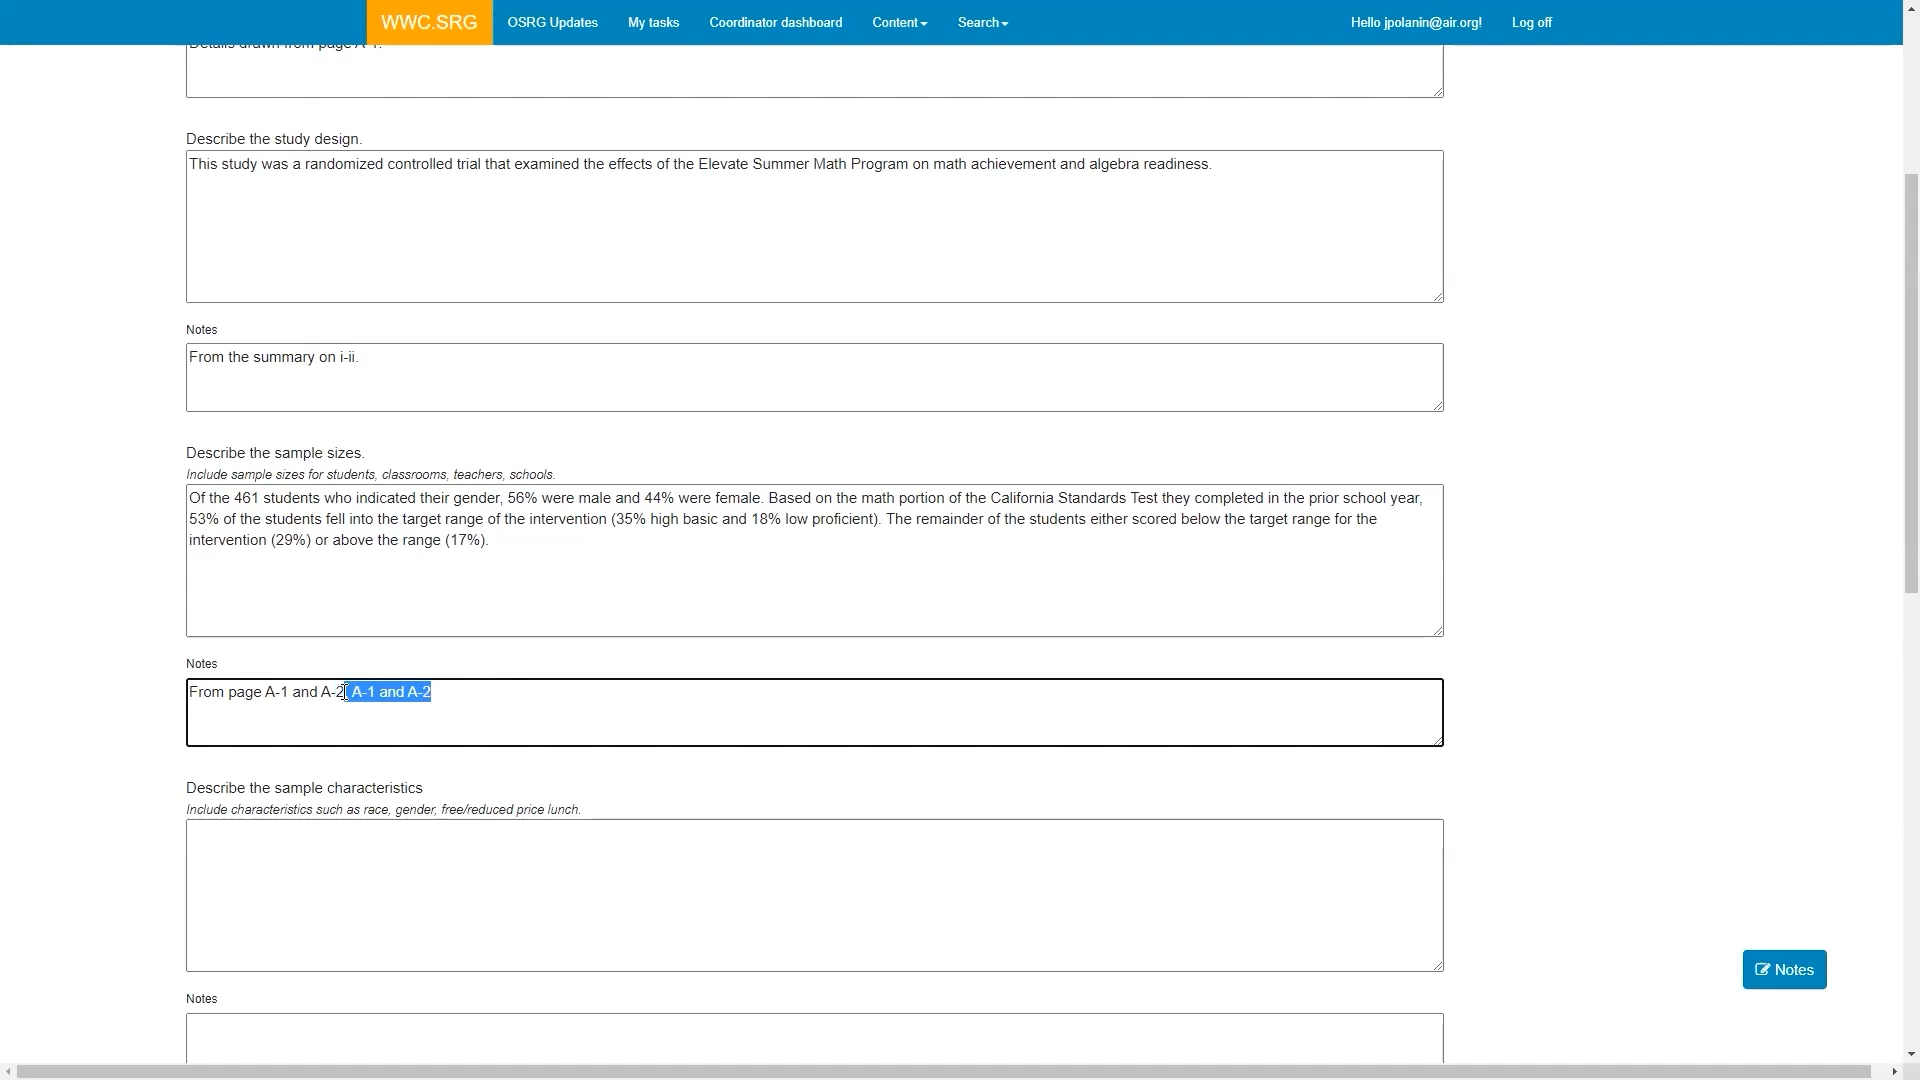 WWC.SRG OSRG Updates My tasks Coordinator dashboard Content Search Hello jpolanin@air.org! Log off
Details drawn from page A-1.
Describe the study design.
This study was a randomized controlled trial that examined the effects of the Elevate Summer Math Program on math achievement and algebra readiness.
Notes
From the summary on i-ii.
Describe the sample sizes.
Include sample sizes for students, classrooms, teachers, schools.
Of the 461 students who indicated their gender, 56% were male and 44% were female. Based on the math portion of the California Standards Test they completed in the prior school year,
53% of the students fell into the target range of the intervention (35% high basic and 18% low proficient). The remainder of the students either scored below the target range for the
intervention (29%) or above the range (17%).
Notes
From page A-1 and A-2 A-1 and A-2
Describe the sample characteristics
Include characteristics such as race, gender, free/reduced price lunch.
Notes
Notes